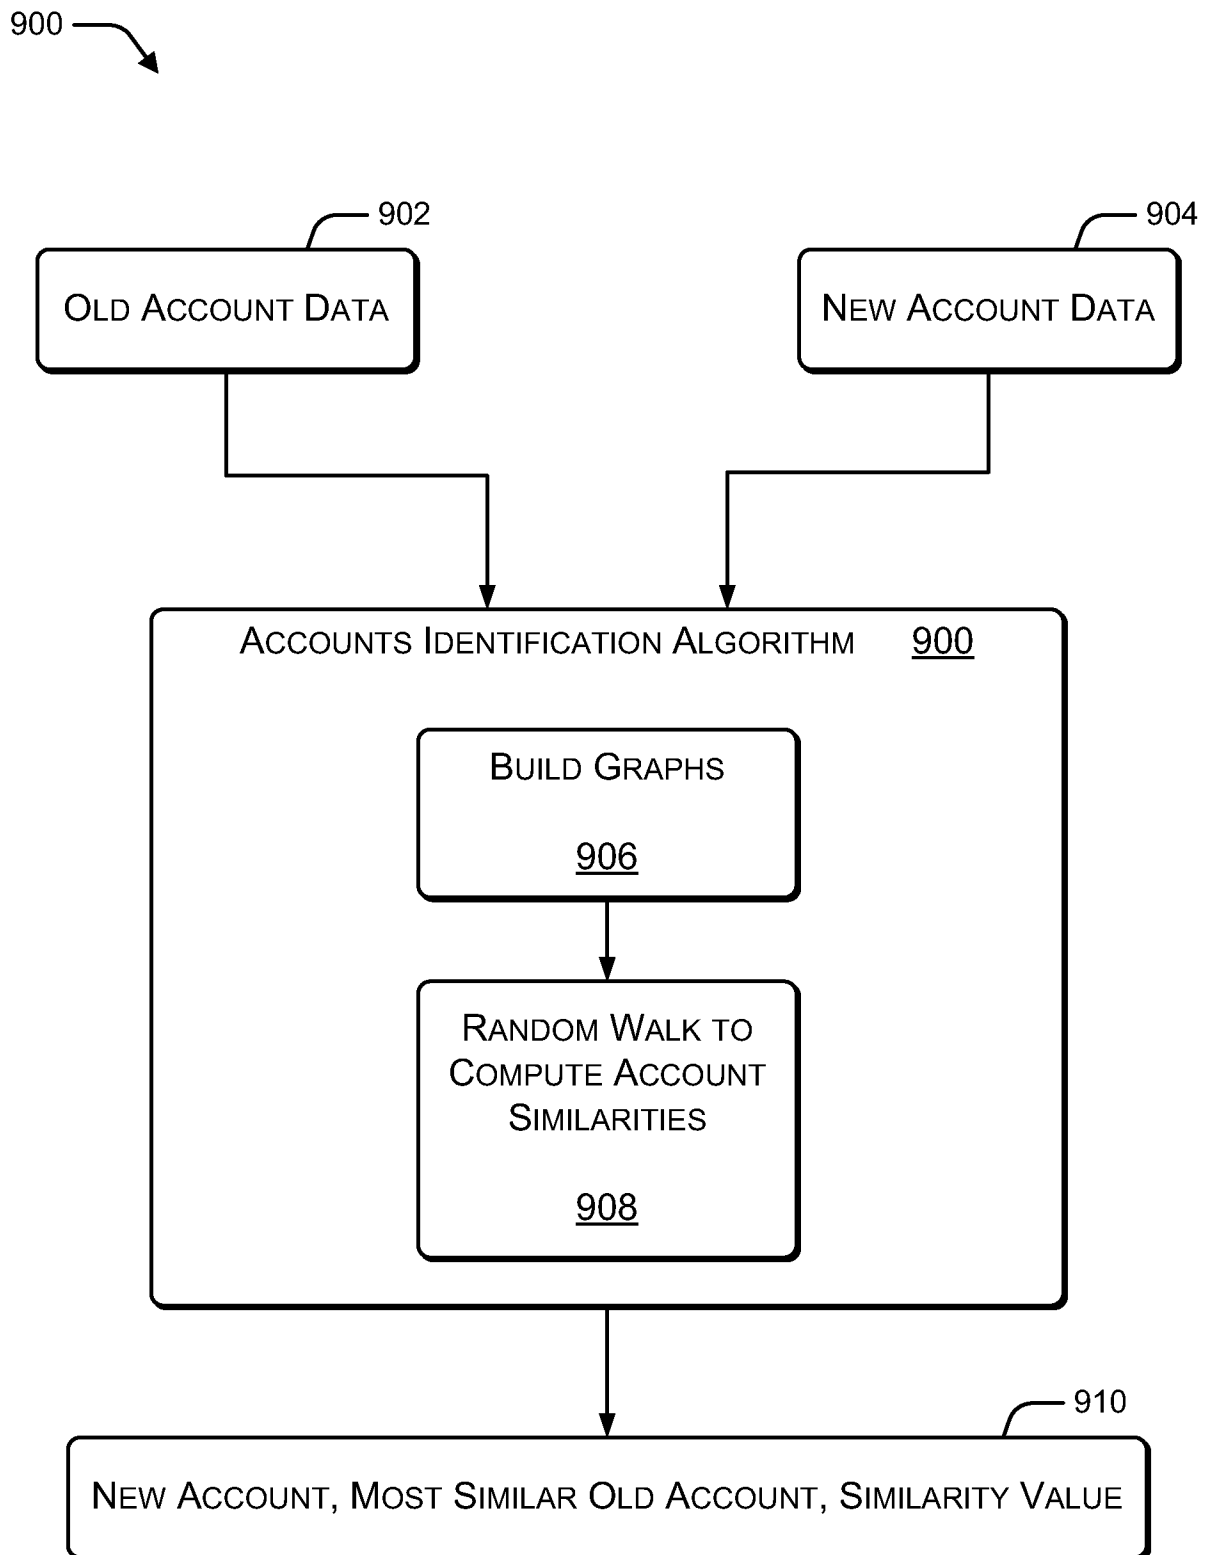 900
902
904
OLD ACCOUNT DATA
NEW ACCOUNT DATA
ACCOUNTS IDENTIFICATION ALGORITHM 900
BUILD GRAPHS
906
RANDOM WALK TO
COMPUTE ACCOUNT
SIMILARITIES
908
910
NEW ACCOUNT, MOST SIMILAR OLD ACCOUNT, SIMILARITY VALUE